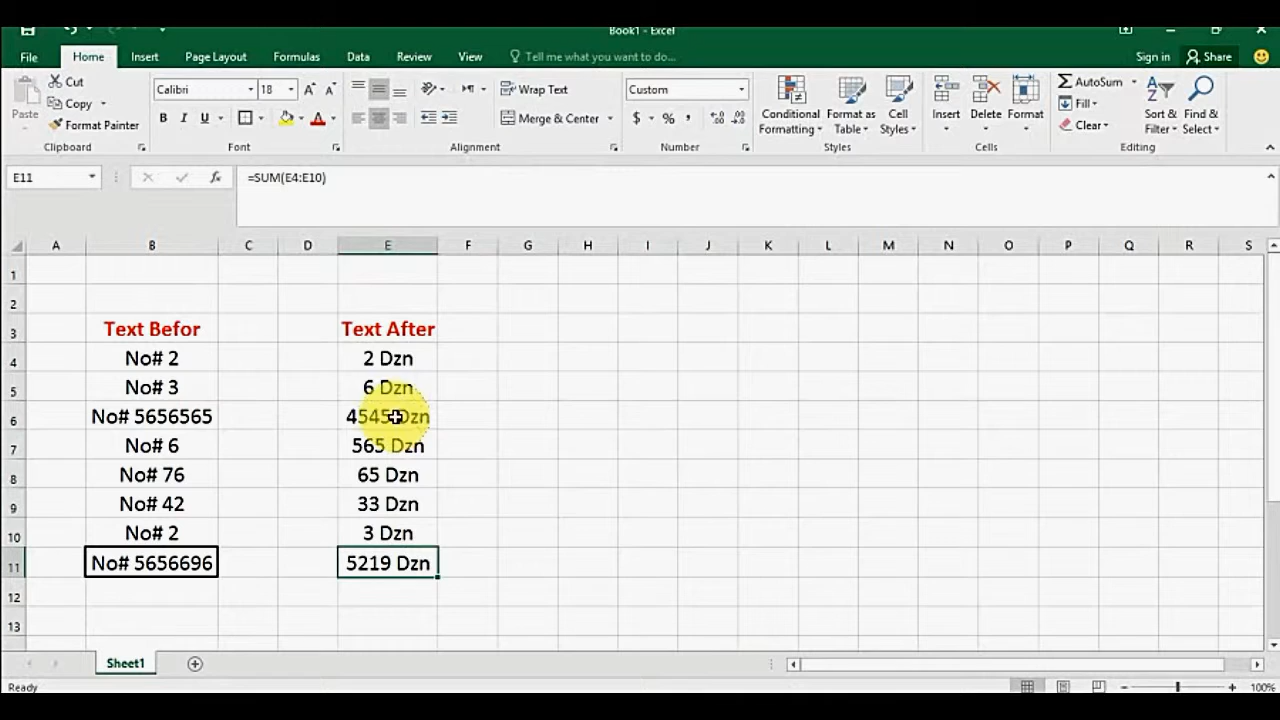 Book1 - Excel
File Home Insert Page Layout Formulas Data Review View Tell me what you want to do... Sign in Share
Cut
Copy
Format Painter
Paste
Clipboard
Calibri 18
B I U
Font
Wrap Text
Merge & Center
Alignment
Custom
$ % ,
Number
Conditional Formatting
Format as Table
Cell Styles
Styles
Insert Delete Format
Cells
AutoSum
Fill
Clear
Sort & Filter
Find & Select
Editing
E11 fx =SUM(E4:E10)
A B C D E F G H I J K L M N O P Q R S
1
2
3 Text Befor Text After
4 No# 2 2 Dzn
5 No# 3 6 Dzn
6 No# 5656565 4545 Dzn
7 No# 6 565 Dzn
8 No# 76 65 Dzn
9 No# 42 33 Dzn
10 No# 2 3 Dzn
11 No# 5656696 5219 Dzn
12
13
Sheet1
Ready 100%